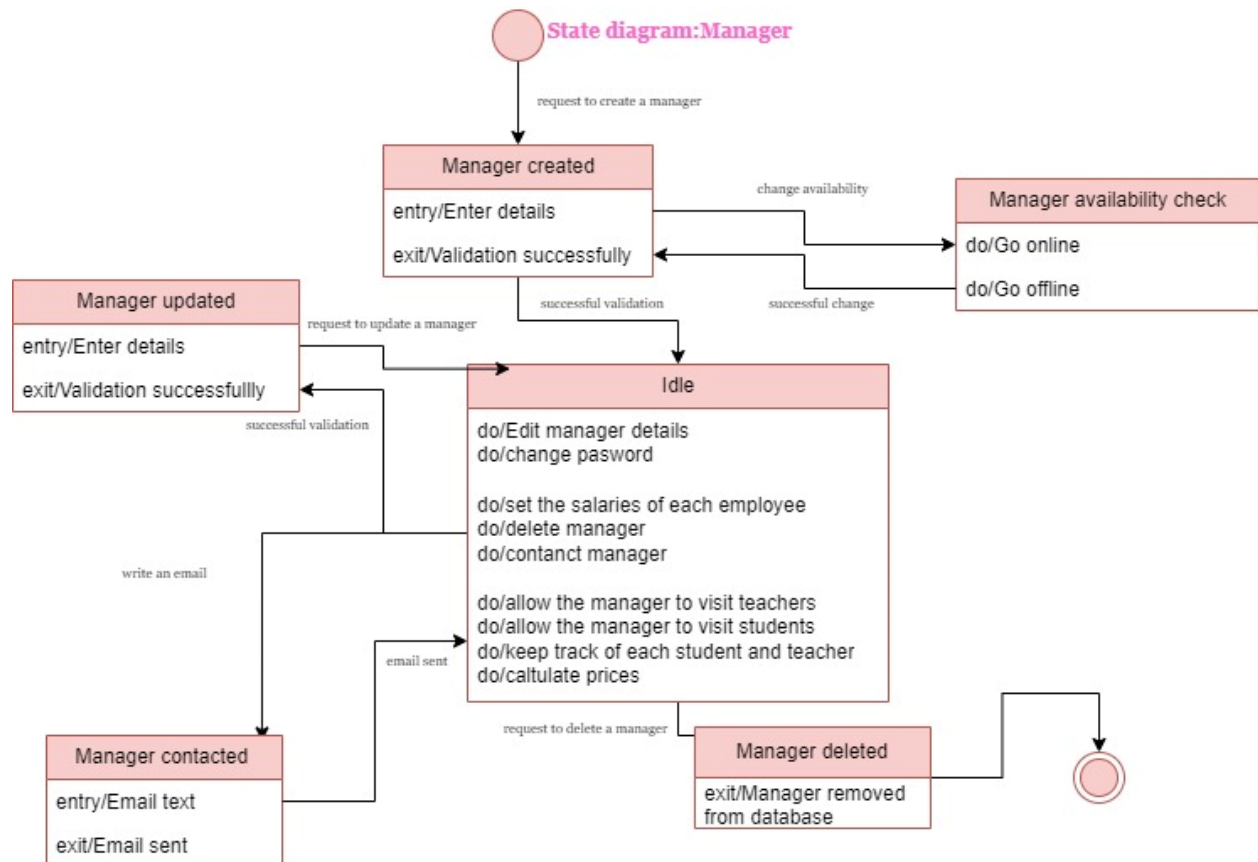 State diagram:Manager
request to create a manager
Manager created
entry/Enter details
exit/Validation successfully
change availability
successful change
Manager availability check
do/Go online
do/Go offline
Manager updated
entry/Enter details
exit/Validation successfullly
request to update a manager
successful validation
successful validation
Idle
do/Edit manager details
do/change pasword
do/set the salaries of each employee
do/delete manager
do/contanct manager
do/allow the manager to visit teachers
do/allow the manager to visit students
do/keep track of each student and teacher
do/caltulate prices
write an email
email sent
request to delete a manager
Manager contacted
entry/Email text
exit/Email sent
Manager deleted
exit/Manager removed
from database